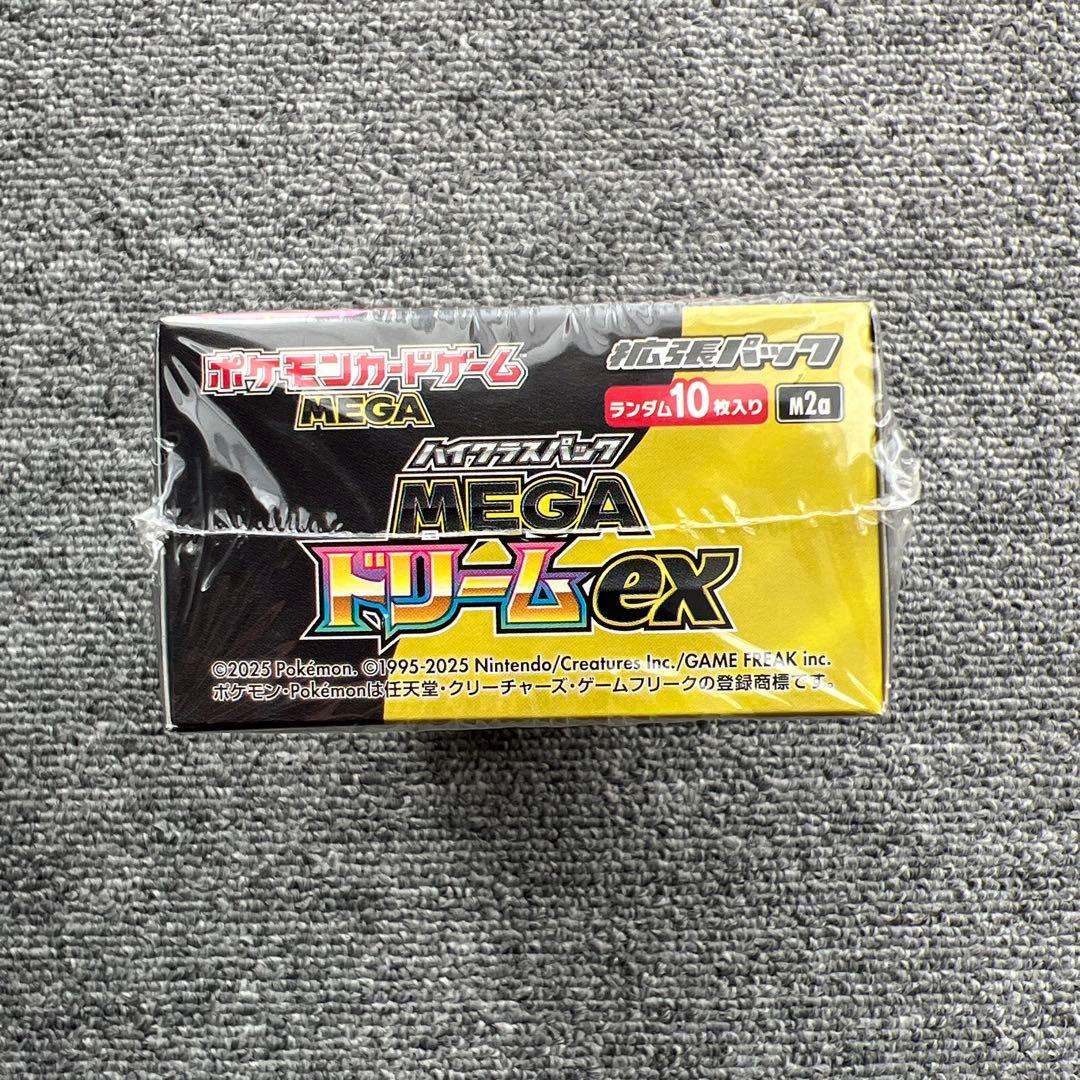 ポケモンカードゲーム
MEGA
拡張パック
ランダム10枚入り M2a
ハイクラスパック
MEGA
ドリームex
©2025 Pokémon. ©1995-2025 Nintendo/Creatures Inc./GAME FREAK inc.
ポケモン・Pokémonは任天堂・クリーチャーズ・ゲームフリークの登録商標です。